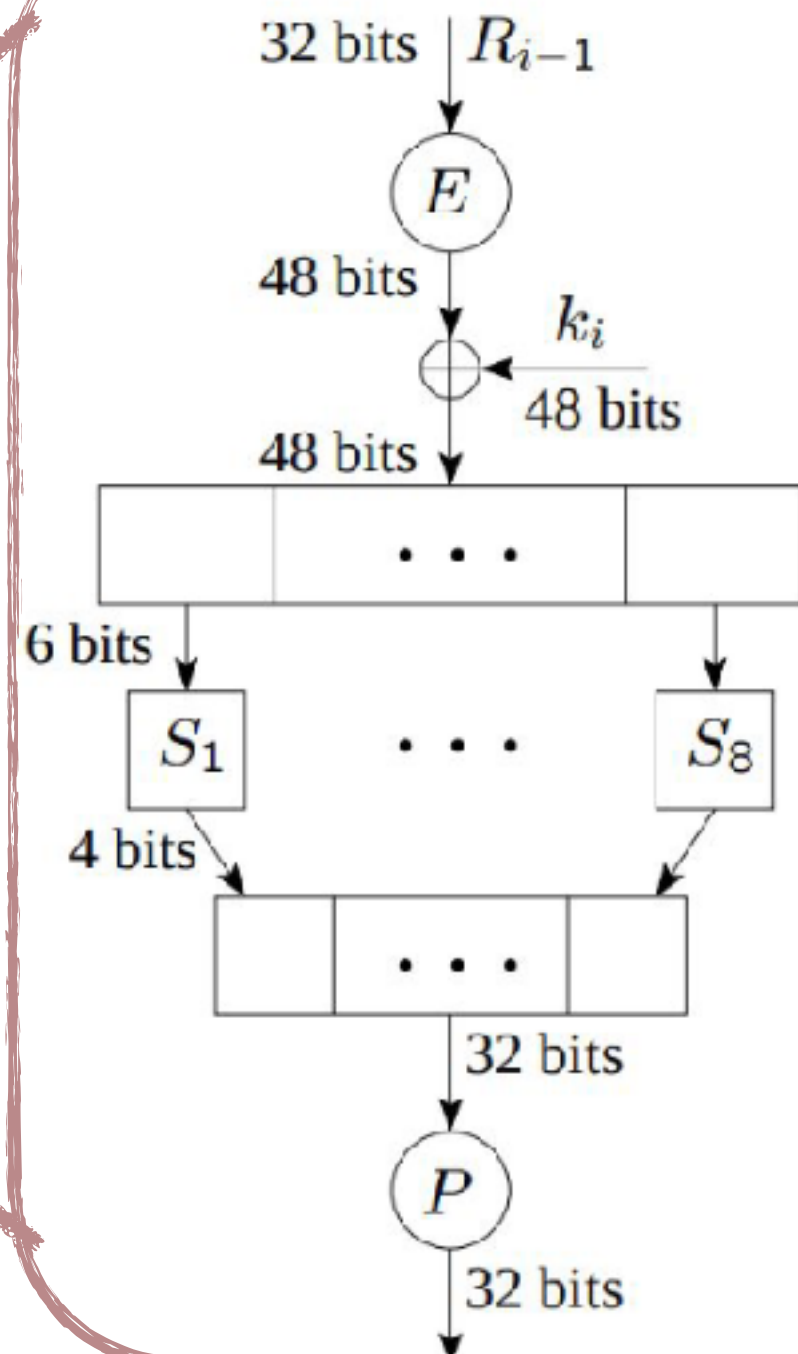 32 bits R_{i−1}
E
48 bits
k_i
48 bits
48 bits
. . .
6 bits
S_1 . . . S_8
4 bits
. . .
32 bits
P
32 bits